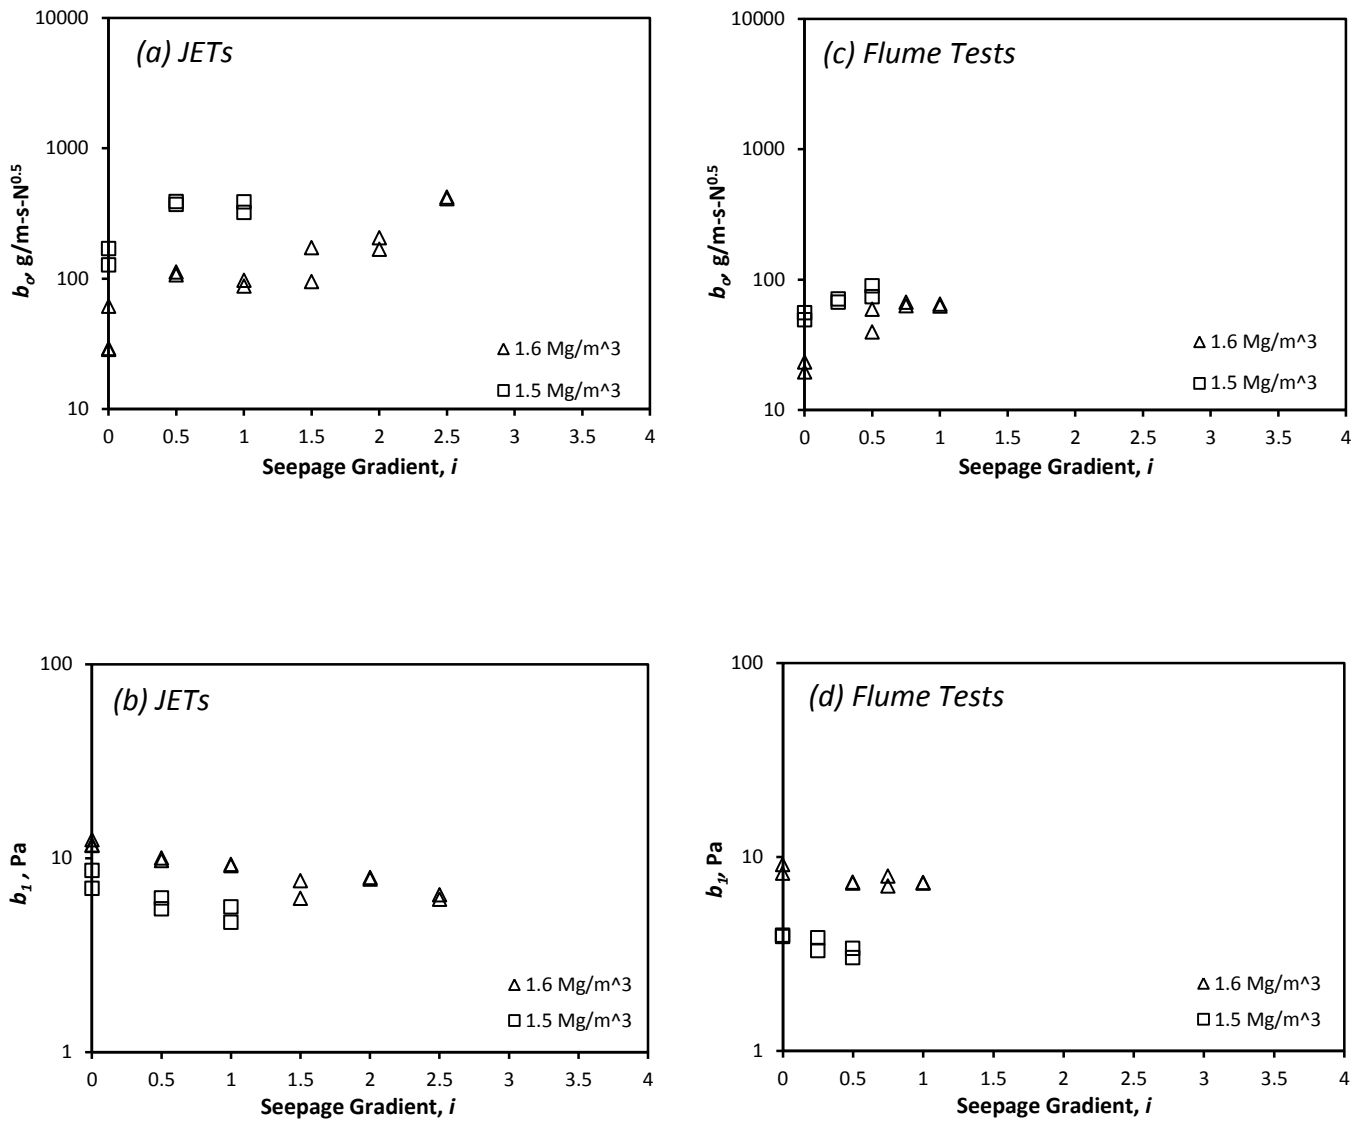 (a) JETs
10000
1000
100
10
b₀, g/m-s-N^0.5
1.6 Mg/m^3
1.5 Mg/m^3
0 0.5 1 1.5 2 2.5 3 3.5 4
Seepage Gradient, i
(c) Flume Tests
10000
1000
100
10
b₀, g/m-s-N^0.5
1.6 Mg/m^3
1.5 Mg/m^3
0 0.5 1 1.5 2 2.5 3 3.5 4
Seepage Gradient, i
(b) JETs
100
10
1
b₁, Pa
1.6 Mg/m^3
1.5 Mg/m^3
0 0.5 1 1.5 2 2.5 3 3.5 4
Seepage Gradient, i
(d) Flume Tests
100
10
1
b₁, Pa
1.6 Mg/m^3
1.5 Mg/m^3
0 0.5 1 1.5 2 2.5 3 3.5 4
Seepage Gradient, i